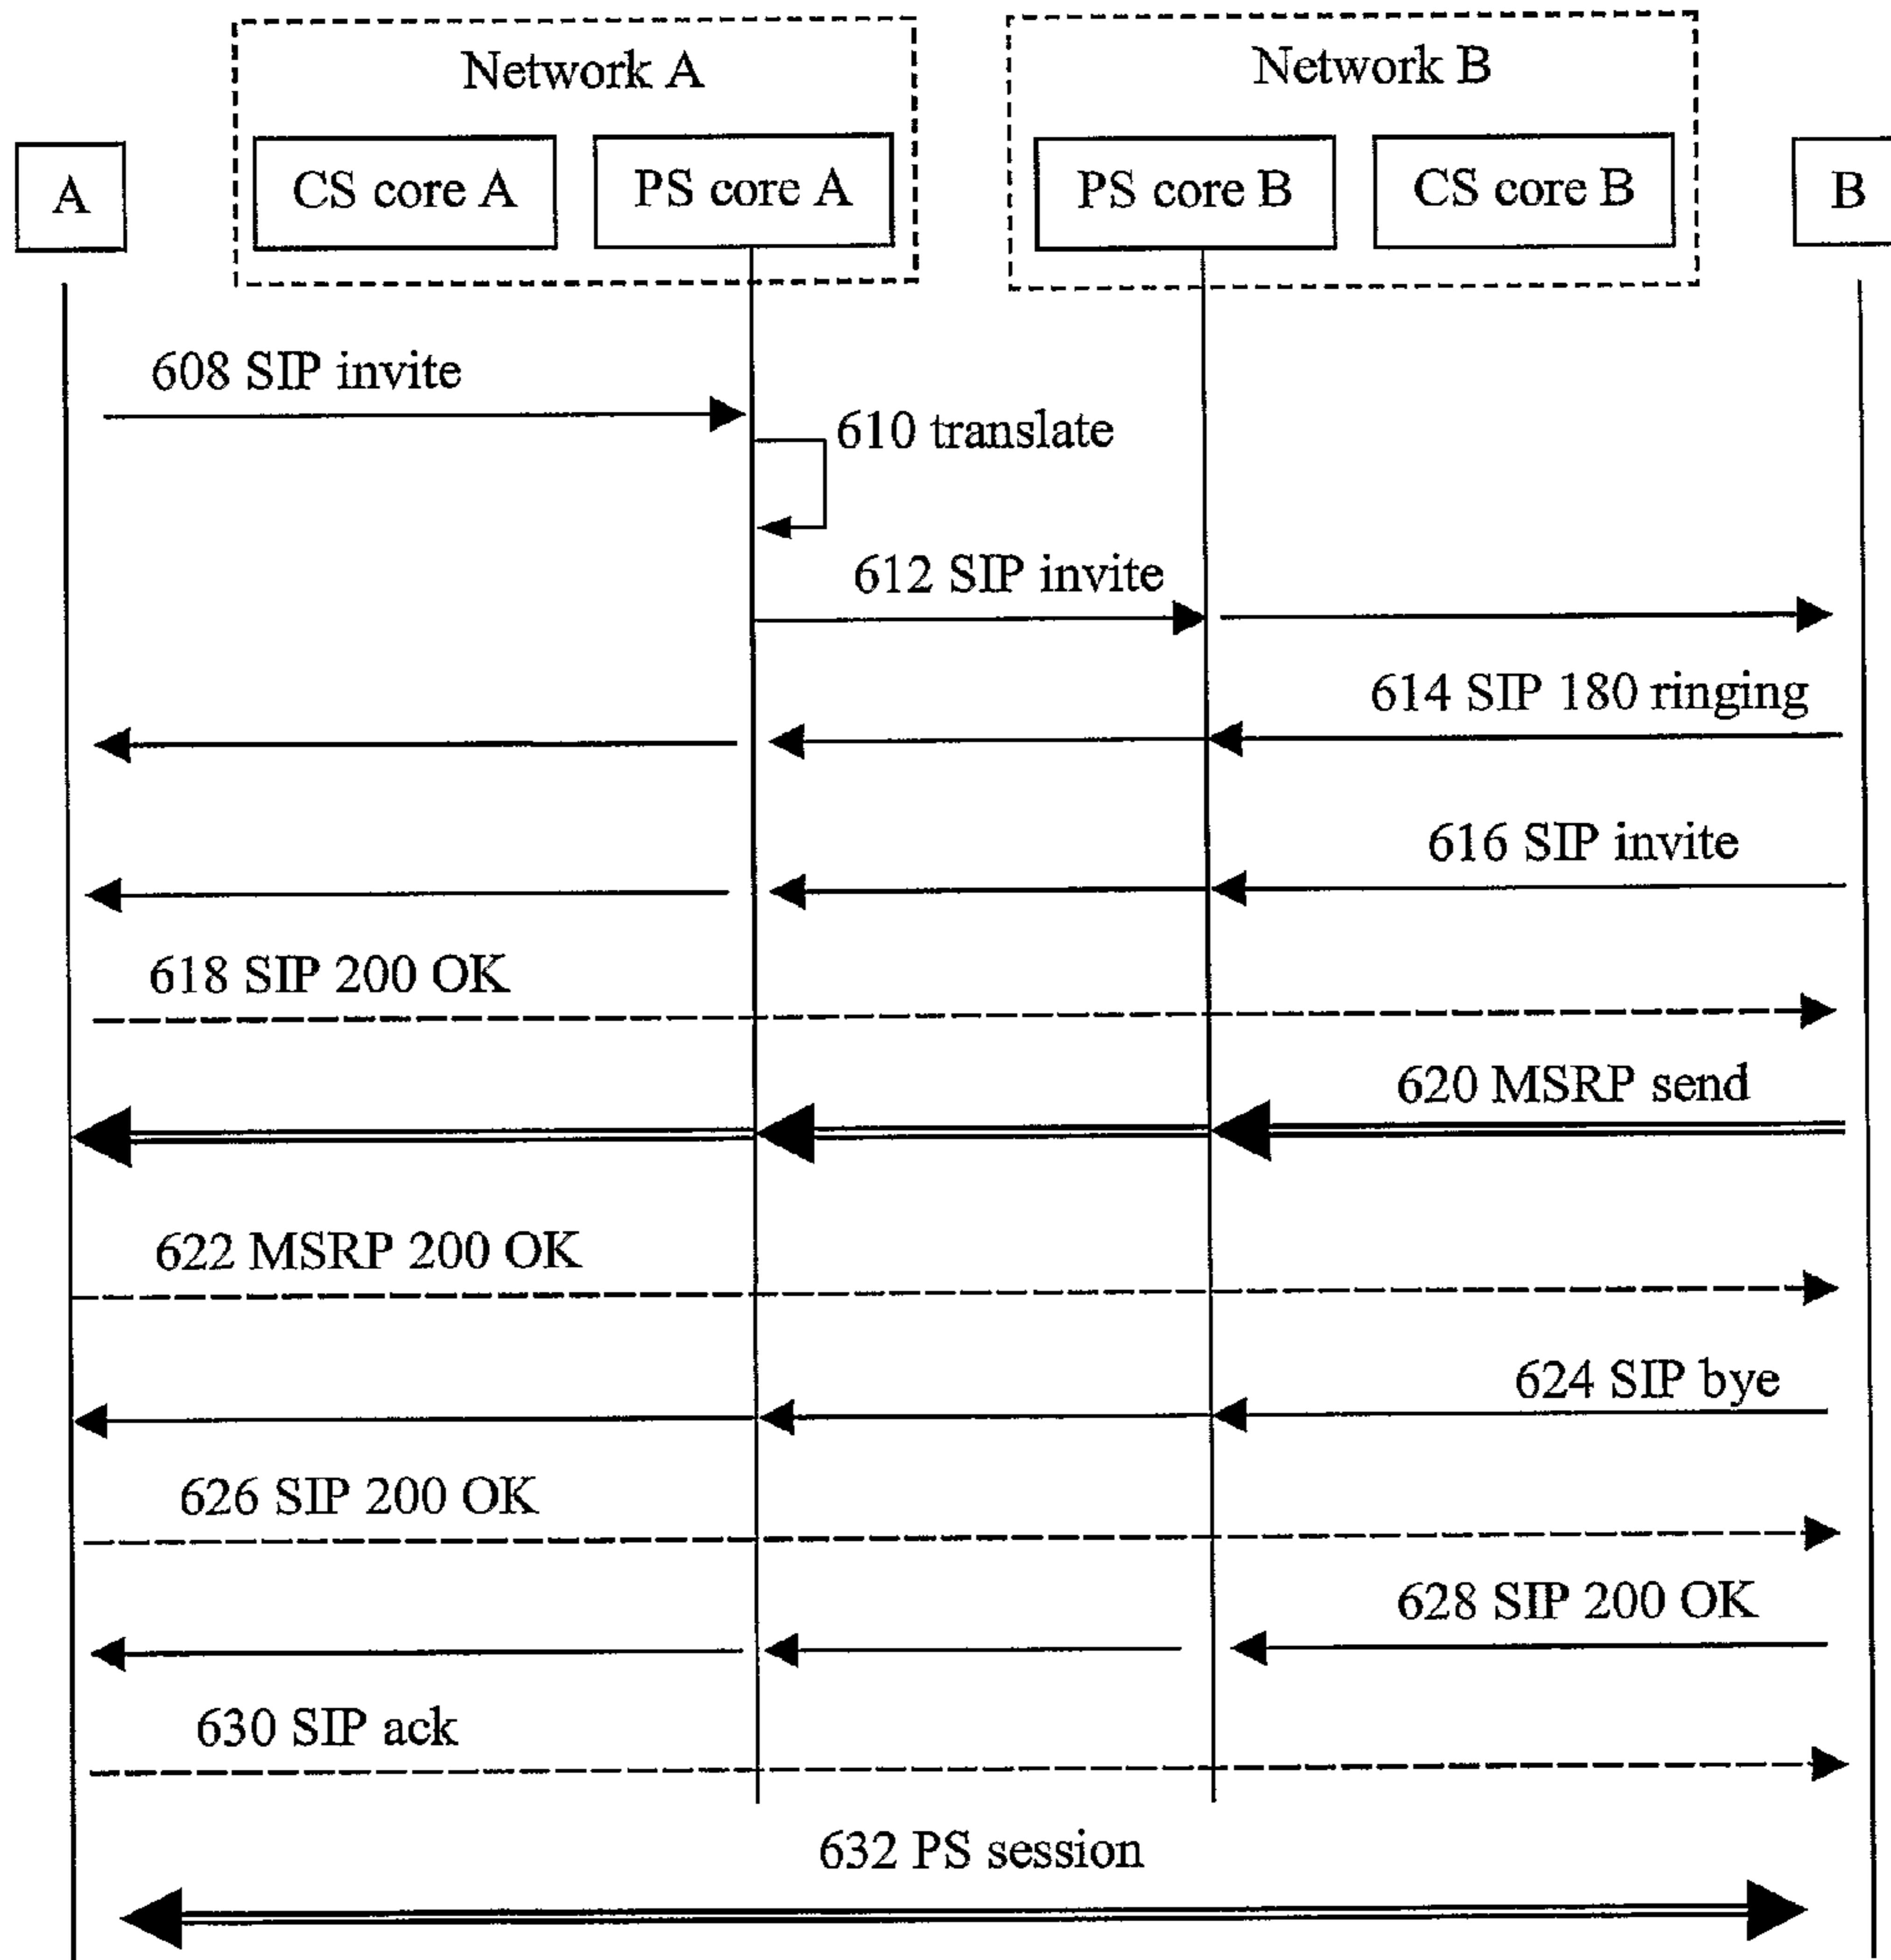 Network A
Network B
A
CS core A
PS core A
PS core B
CS core B
B
608 SIP invite
610 translate
612 SIP invite
614 SIP 180 ringing
616 SIP invite
618 SIP 200 OK
620 MSRP send
622 MSRP 200 OK
624 SIP bye
626 SIP 200 OK
628 SIP 200 OK
630 SIP ack
632 PS session